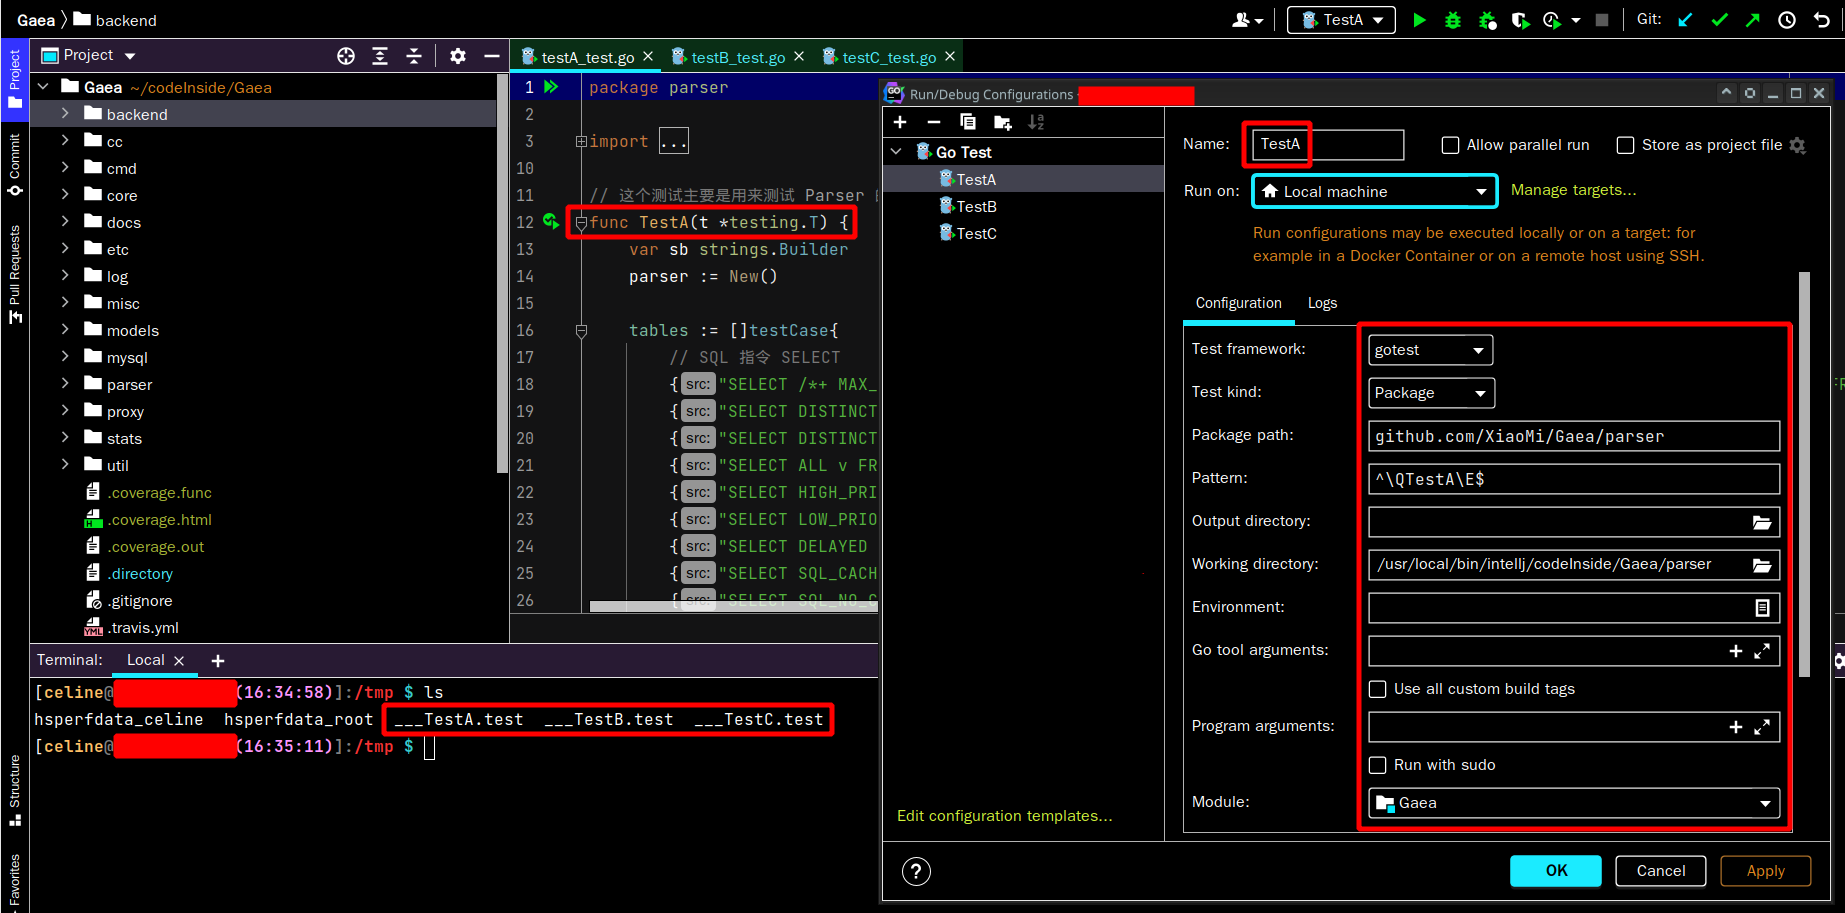 Gaea
backend
TestA
Git:
Project
Commit
Pull Requests
Structure
Favorites
Project
Gaea ~/codeInside/Gaea
backend
cc
cmd
core
docs
etc
log
misc
models
mysql
parser
proxy
stats
util
.coverage.func
.coverage.html
.coverage.out
.directory
.gitignore
.travis.yml
testA_test.go
testB_test.go
testC_test.go
1 package parser
2
3 import ...
10
11 // 这个测试主要是用来测试 Parser
12 func TestA(t *testing.T) {
13 var sb strings.Builder
14 parser := New()
15
16 tables := []testCase{
17 // SQL 指令 SELECT
18 {src: "SELECT /*+ MAX_
19 {src: "SELECT DISTINCT
20 {src: "SELECT DISTINCT
21 {src: "SELECT ALL v FR
22 {src: "SELECT HIGH_PRI
23 {src: "SELECT LOW_PRIO
24 {src: "SELECT DELAYED
25 {src: "SELECT SQL_CACH
26 {src: "SELECT SQL_NO_C
Terminal: Local
[celine@ (16:34:58)]:/tmp $ ls
hsperfdata_celine hsperfdata_root ___TestA.test ___TestB.test ___TestC.test
[celine@ (16:35:11)]:/tmp $
Run/Debug Configurations
Go Test
TestA
TestB
TestC
Edit configuration templates...
Name: TestA
Allow parallel run
Store as project file
Run on: Local machine
Manage targets...
Run configurations may be executed locally or on a target: for
example in a Docker Container or on a remote host using SSH.
Configuration Logs
Test framework: gotest
Test kind: Package
Package path: github.com/XiaoMi/Gaea/parser
Pattern: ^\QTestA\E$
Output directory:
Working directory: /usr/local/bin/intellj/codeInside/Gaea/parser
Environment:
Go tool arguments:
Use all custom build tags
Program arguments:
Run with sudo
Module: Gaea
OK
Cancel
Apply